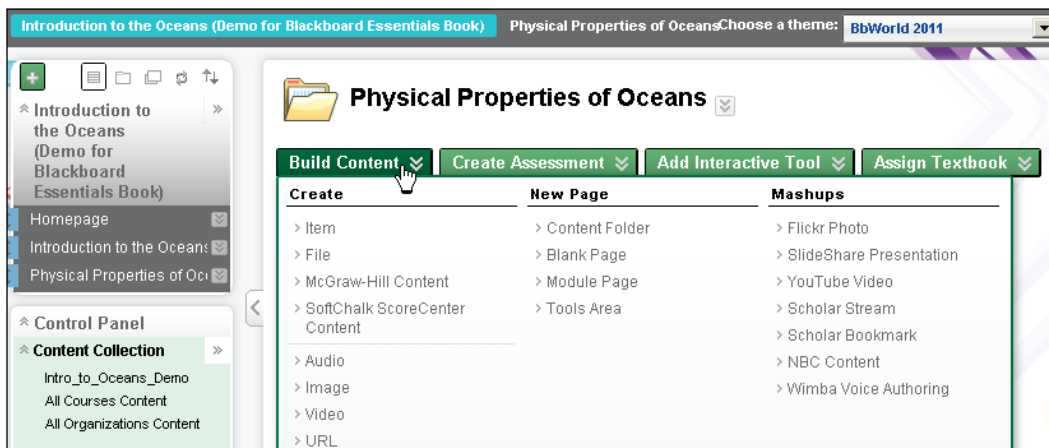 Introduction to the Oceans (Demo for Blackboard Essentials Book) Physical Properties of Oceans Choose a theme: BbWorld 2011
Introduction to
the Oceans
(Demo for
Blackboard
Essentials Book)
Homepage
Introduction to the Oceans
Physical Properties of Oc
Control Panel
Content Collection
Intro_to_Oceans_Demo
All Courses Content
All Organizations Content
Physical Properties of Oceans
Build Content Create Assessment Add Interactive Tool Assign Textbook
Create
> Item
> File
> McGraw-Hill Content
> SoftChalk ScoreCenter
Content
> Audio
> Image
> Video
> URL
New Page
> Content Folder
> Blank Page
> Module Page
> Tools Area
Mashups
> Flickr Photo
> SlideShare Presentation
> YouTube Video
> Scholar Stream
> Scholar Bookmark
> NBC Content
> Wimba Voice Authoring